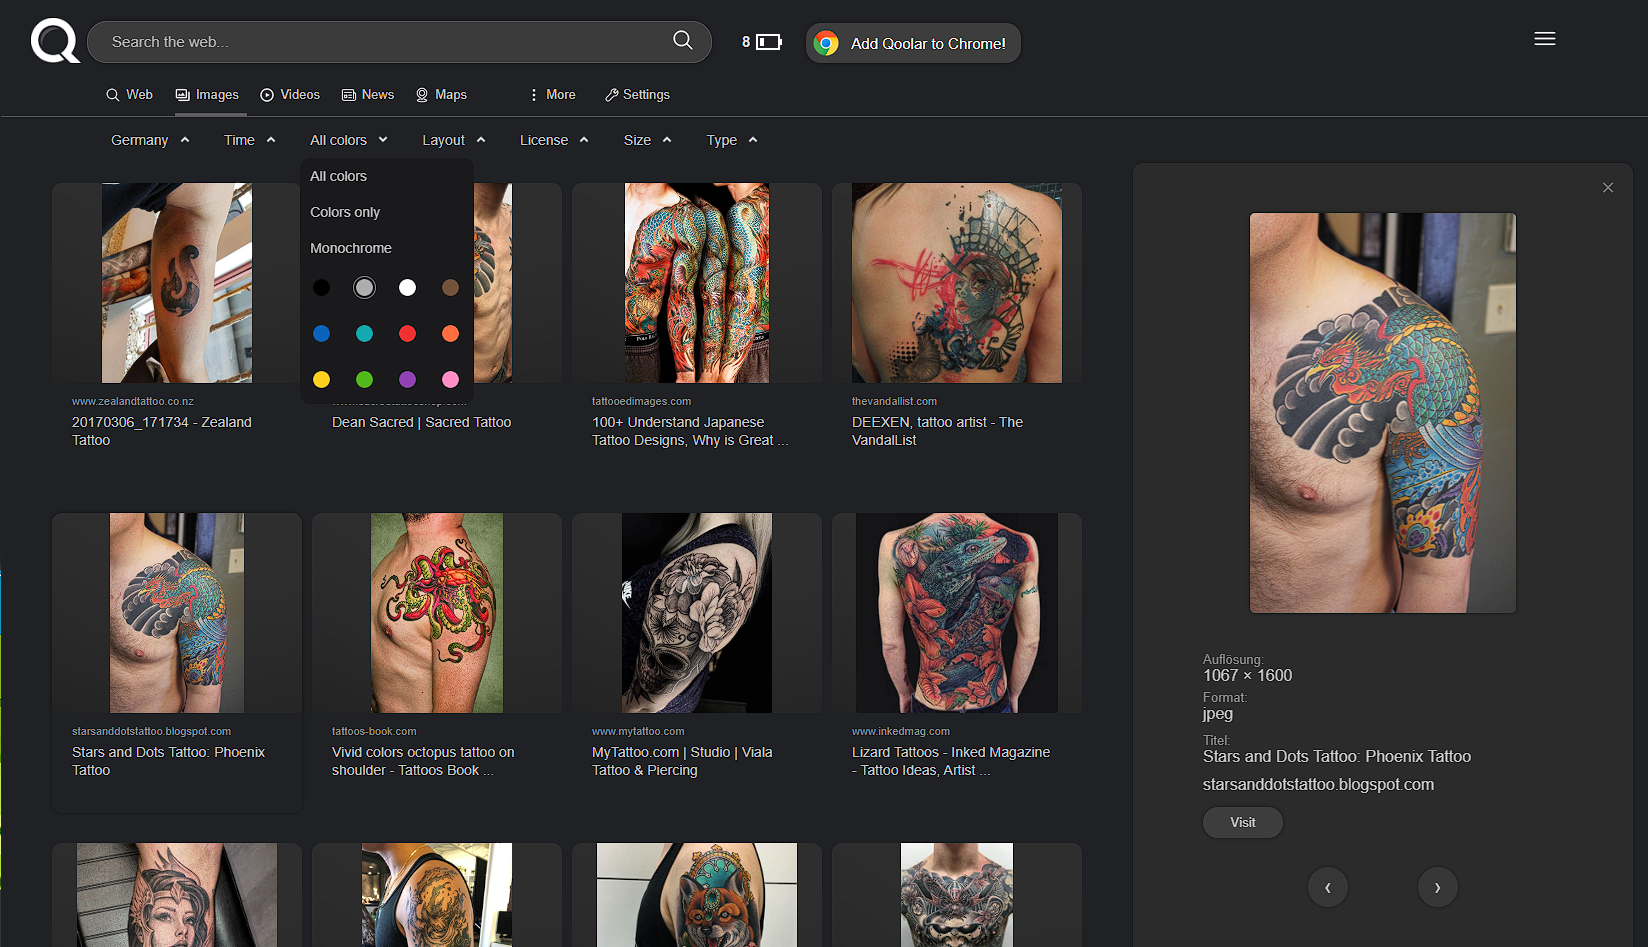 Search the web...
8
Add Qoolar to Chrome!
Web
Images
Videos
News
Maps
More
Settings
Germany
Time
All colors
Layout
License
Size
Type
All colors
Colors only
Monochrome
www.zealandtattoo.co.nz
20170306_171734 - Zealand
Tattoo
Dean Sacred | Sacred Tattoo
tattooedimages.com
100+ Understand Japanese
Tattoo Designs, Why is Great ...
thevandallist.com
DEEXEN, tattoo artist - The
VandalList
starsanddotstattoo.blogspot.com
Stars and Dots Tattoo: Phoenix
Tattoo
tattoos-book.com
Vivid colors octopus tattoo on
shoulder - Tattoos Book ...
www.mytattoo.com
MyTattoo.com | Studio | Viala
Tattoo & Piercing
www.inkedmag.com
Lizard Tattoos - Inked Magazine
- Tattoo Ideas, Artist ...
Auflösung:
1067 × 1600
Format:
jpeg
Titel:
Stars and Dots Tattoo: Phoenix Tattoo
starsanddotstattoo.blogspot.com
Visit